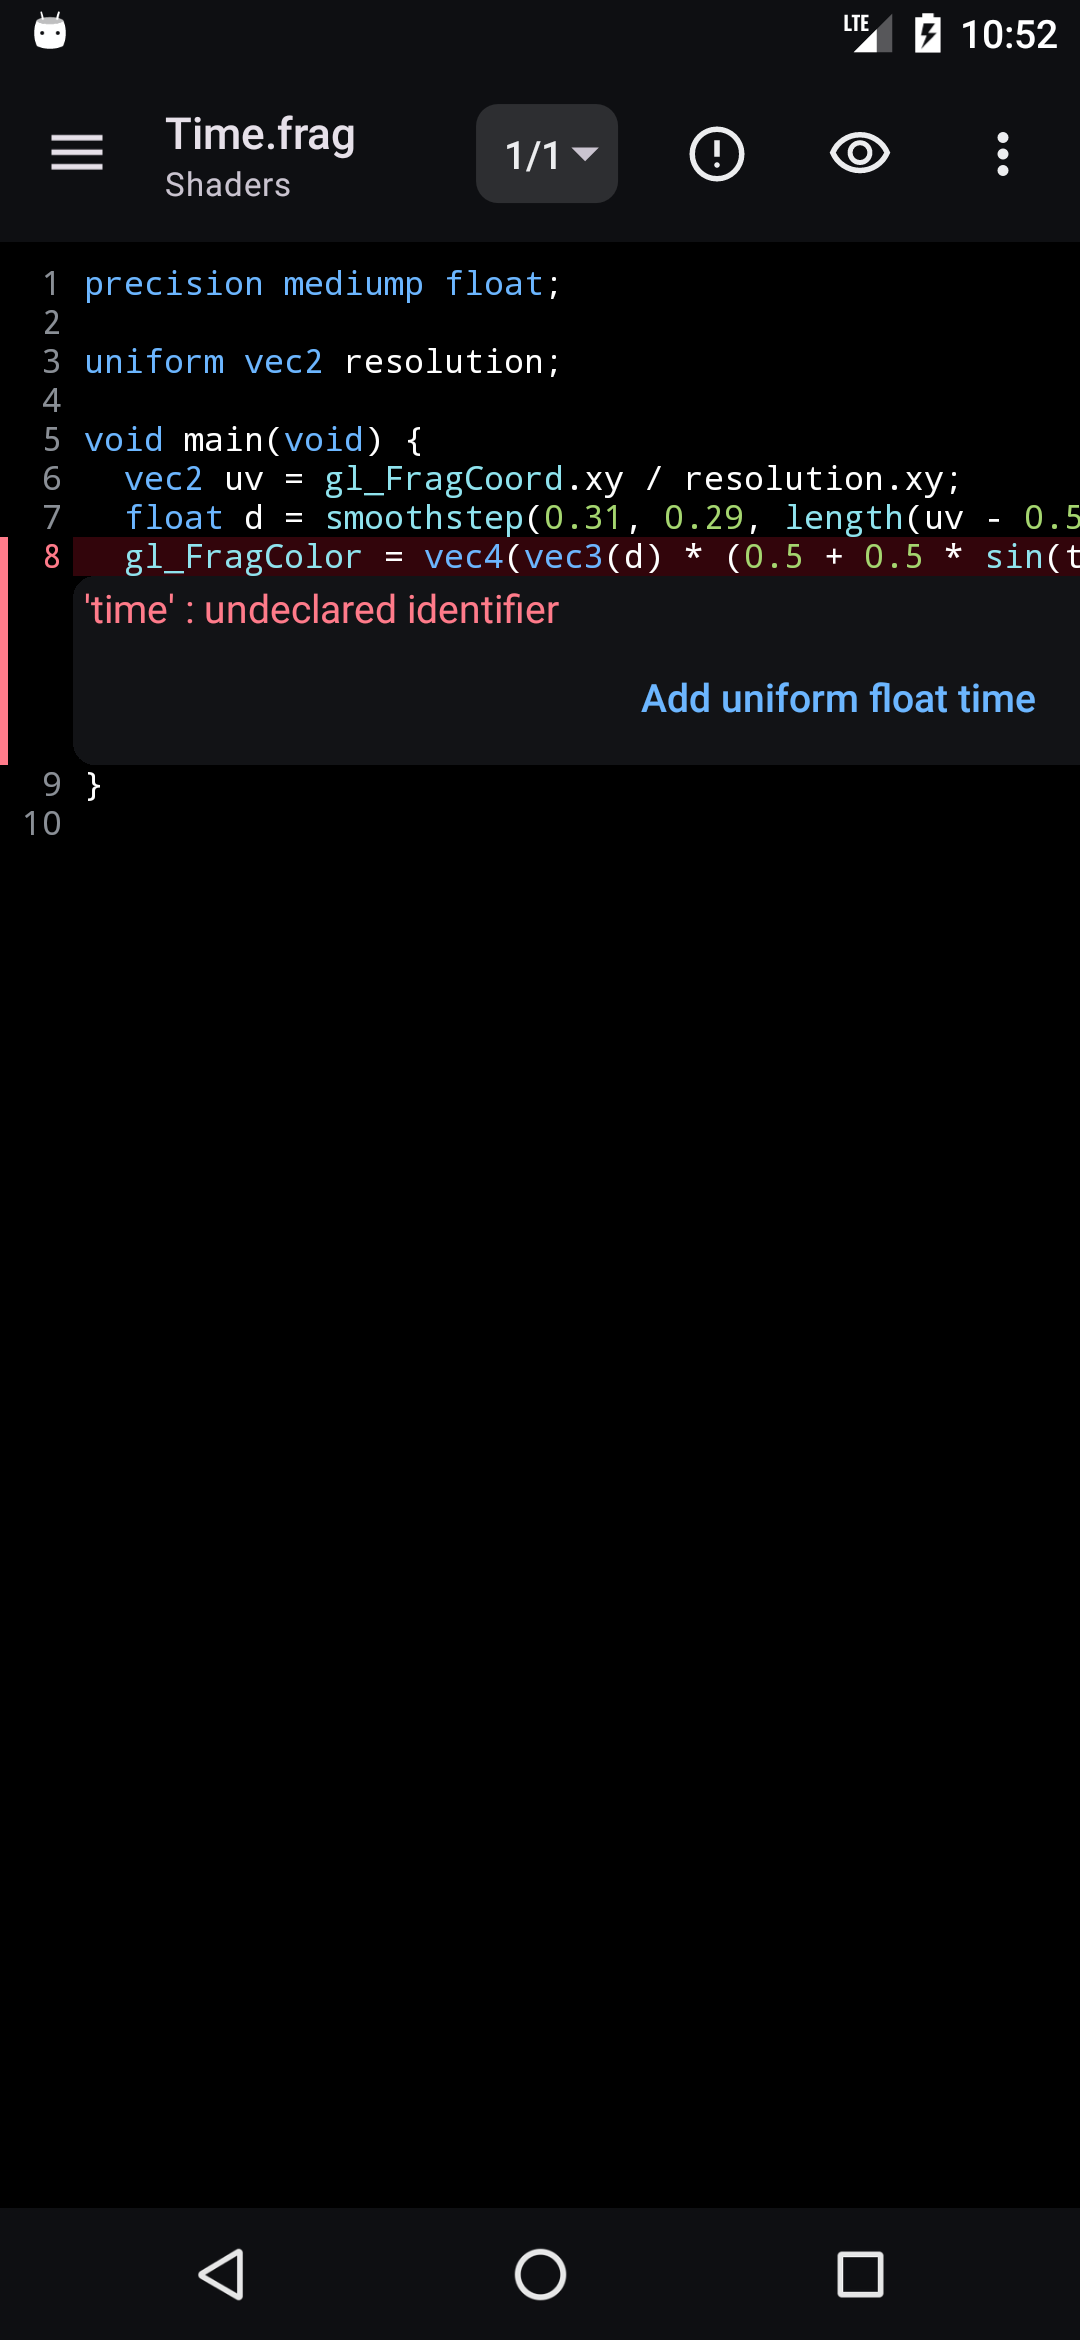 LTE 10:52
Time.frag
Shaders
1/1
1 precision mediump float;
2
3 uniform vec2 resolution;
4
5 void main(void) {
6 vec2 uv = gl_FragCoord.xy / resolution.xy;
7 float d = smoothstep(0.31, 0.29, length(uv - 0.5
8 gl_FragColor = vec4(vec3(d) * (0.5 + 0.5 * sin(t
'time' : undeclared identifier
Add uniform float time
9 }
10